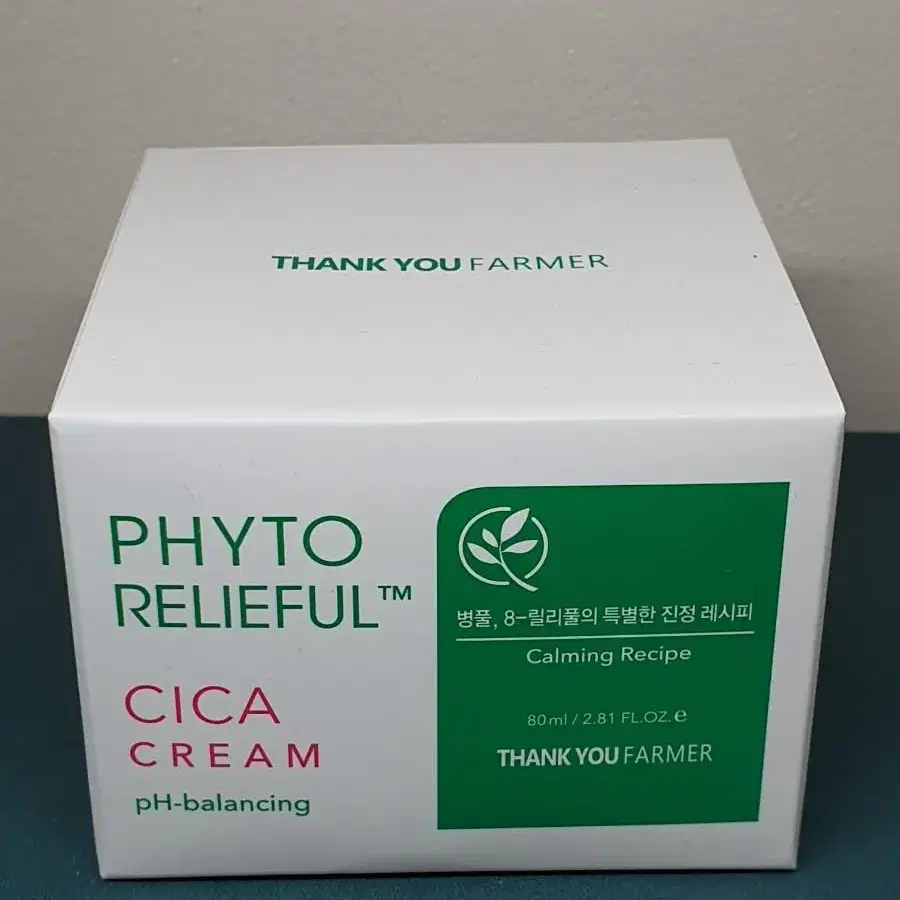 THANK YOU FARMER
PHYTO
RELIEFUL™
CICA
CREAM
pH-balancing
병풀, 8-릴리풀의 특별한 진정 레시피
Calming Recipe
80ml / 2.81 FL.OZ. e
THANK YOU FARMER